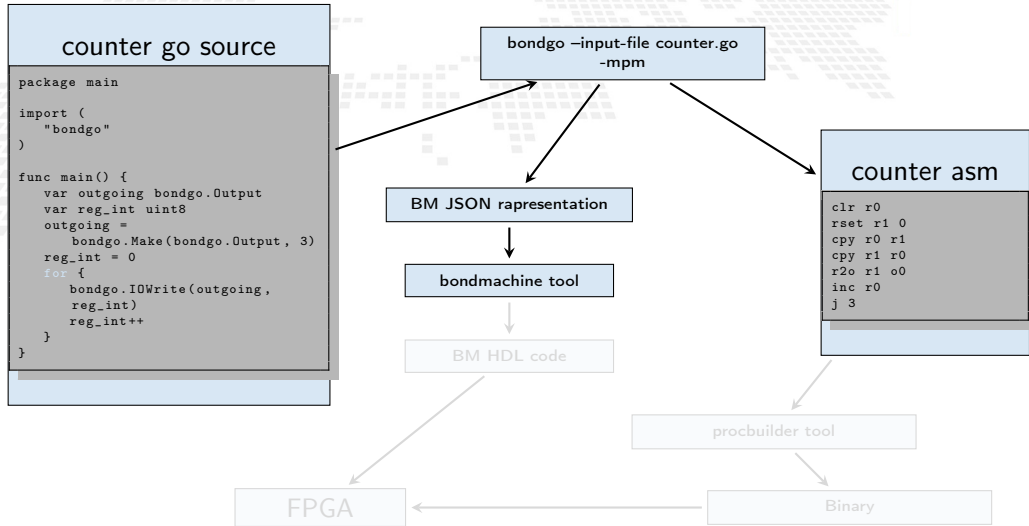 counter go source
package main
import (
"bondgo"
)
func main() {
var outgoing bondgo.Output
var reg_int uint8
outgoing =
bondgo.Make(bondgo.Output, 3)
reg_int = 0
for {
bondgo.IOWrite(outgoing,
reg_int)
reg_int++
}
}
bondgo –input-file counter.go
-mpm
BM JSON rapresentation
bondmachine tool
BM HDL code
counter asm
clr r0
rset r1 0
cpy r0 r1
cpy r1 r0
r2o r1 o0
inc r0
j 3
procbuilder tool
FPGA
Binary